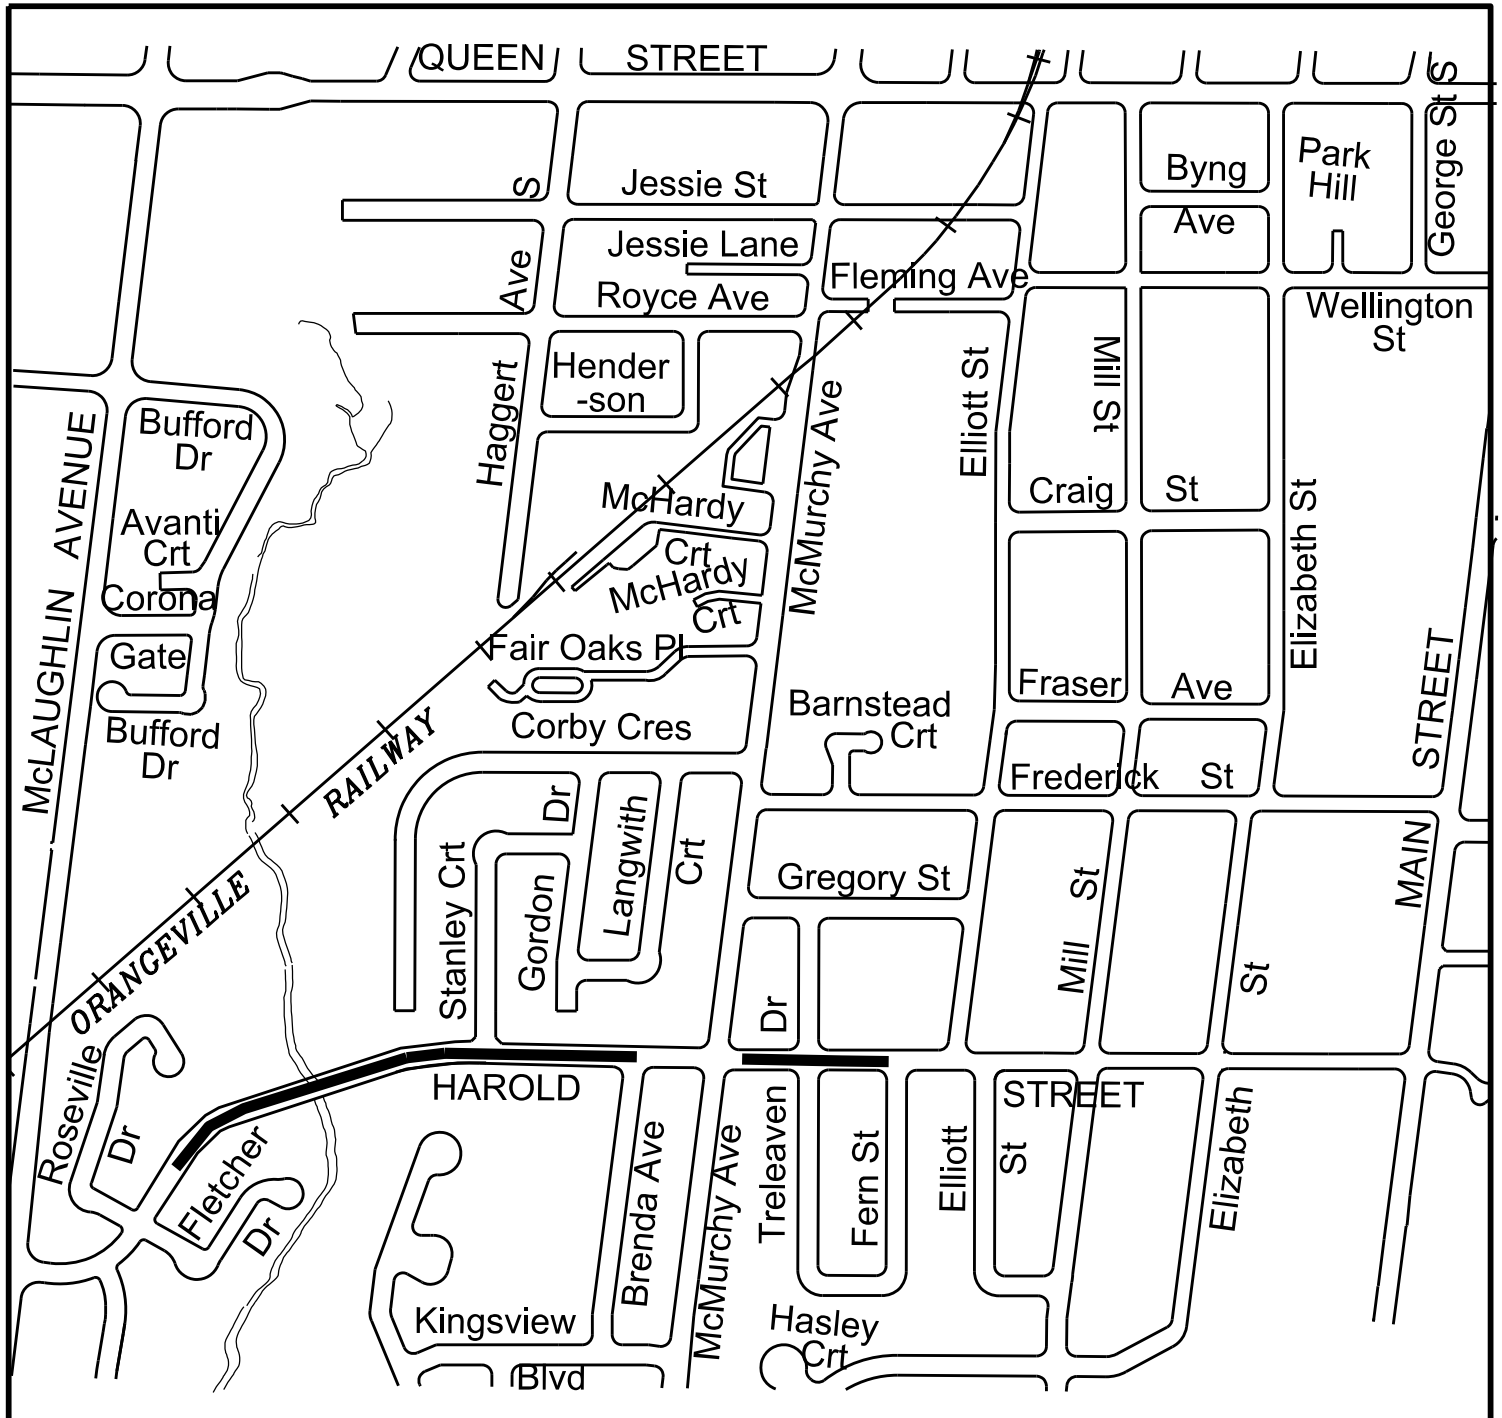 QUEEN STREET
George St S
Byng
Ave
Park
Hill
Jessie St
Haggert Ave S
Jessie Lane
Royce Ave
Fleming Ave
Wellington
St
Hender
-son
Mill St
Elliott St
McMurchy Ave
Bufford
Dr
McLAUGHLIN AVENUE
Avanti
Crt
Corona
Gate
Bufford
Dr
McHardy
Crt
McHardy
Crt
Craig St
Elizabeth St
Fair Oaks Pl
Fraser Ave
Barnstead
Crt
Corby Cres
Frederick St
MAIN STREET
ORANGEVILLE RAILWAY
Stanley Crt
Gordon Dr
Langwith Crt
Gregory St
Mill St
Elizabeth St
Roseville
Dr
HAROLD STREET
Fletcher
Dr
Brenda Ave
McMurchy Ave
Treleaven Dr
Fern St
Elliott St
Kingsview
Blvd
Hasley
Crt